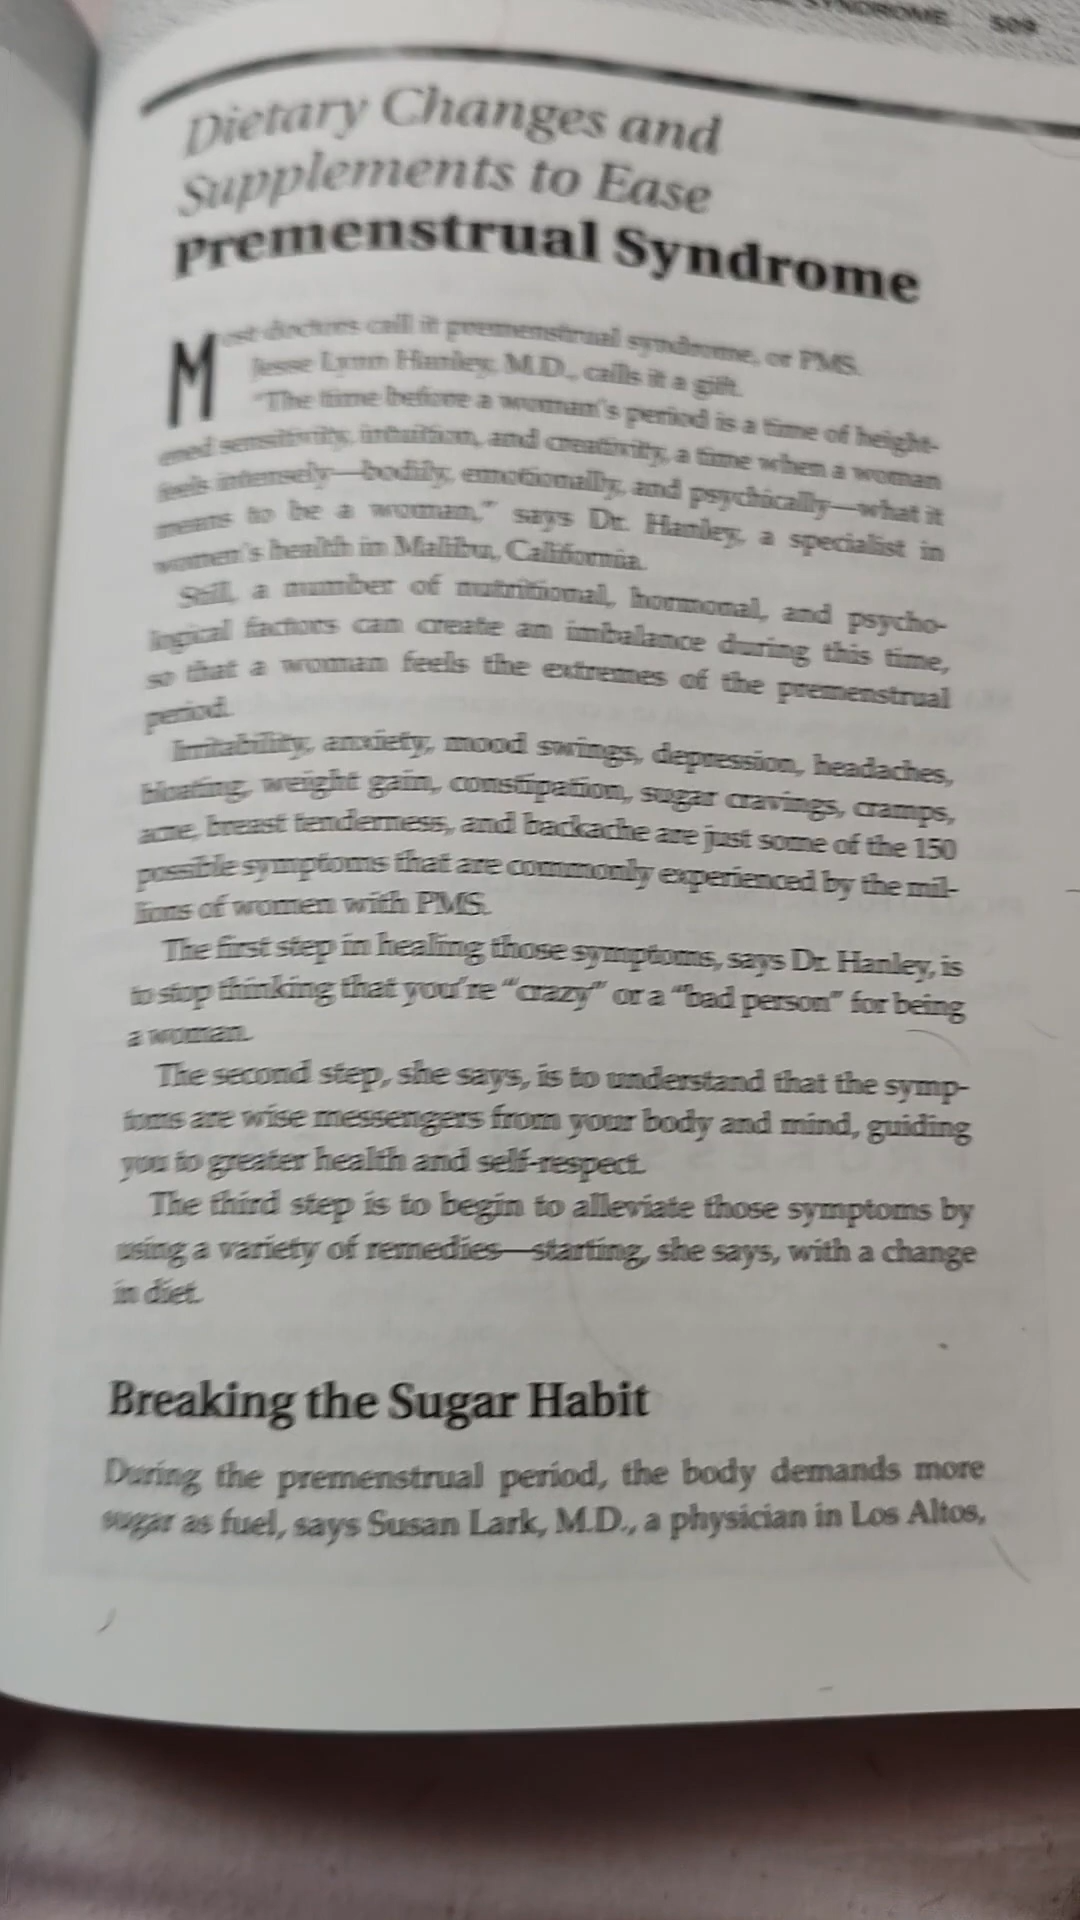 SYNDROME 509
Dietary Changes and
Supplements to Ease
Premenstrual Syndrome
Most doctors call it premenstrual syndrome, or PMS.
Jesse Lynn Hanley, M.D., calls it a gift.
"The time before a woman's period is a time of height-
ened sensitivity, intuition, and creativity, a time when a woman
feels intensely—bodily, emotionally, and psychically—what it
means to be a woman," says Dr. Hanley, a specialist in
women's health in Malibu, California.
Still, a number of nutritional, hormonal, and psycho-
logical factors can create an imbalance during this time,
so that a woman feels the extremes of the premenstrual
period.
Irritability, anxiety, mood swings, depression, headaches,
bloating, weight gain, constipation, sugar cravings, cramps,
acne, breast tenderness, and backache are just some of the 150
possible symptoms that are commonly experienced by the mil-
lions of women with PMS.
The first step in healing those symptoms, says Dr. Hanley, is
to stop thinking that you're "crazy" or a "bad person" for being
a woman.
The second step, she says, is to understand that the symp-
toms are wise messengers from your body and mind, guiding
you to greater health and self-respect.
The third step is to begin to alleviate those symptoms by
using a variety of remedies—starting, she says, with a change
in diet.
Breaking the Sugar Habit
During the premenstrual period, the body demands more
sugar as fuel, says Susan Lark, M.D., a physician in Los Altos,